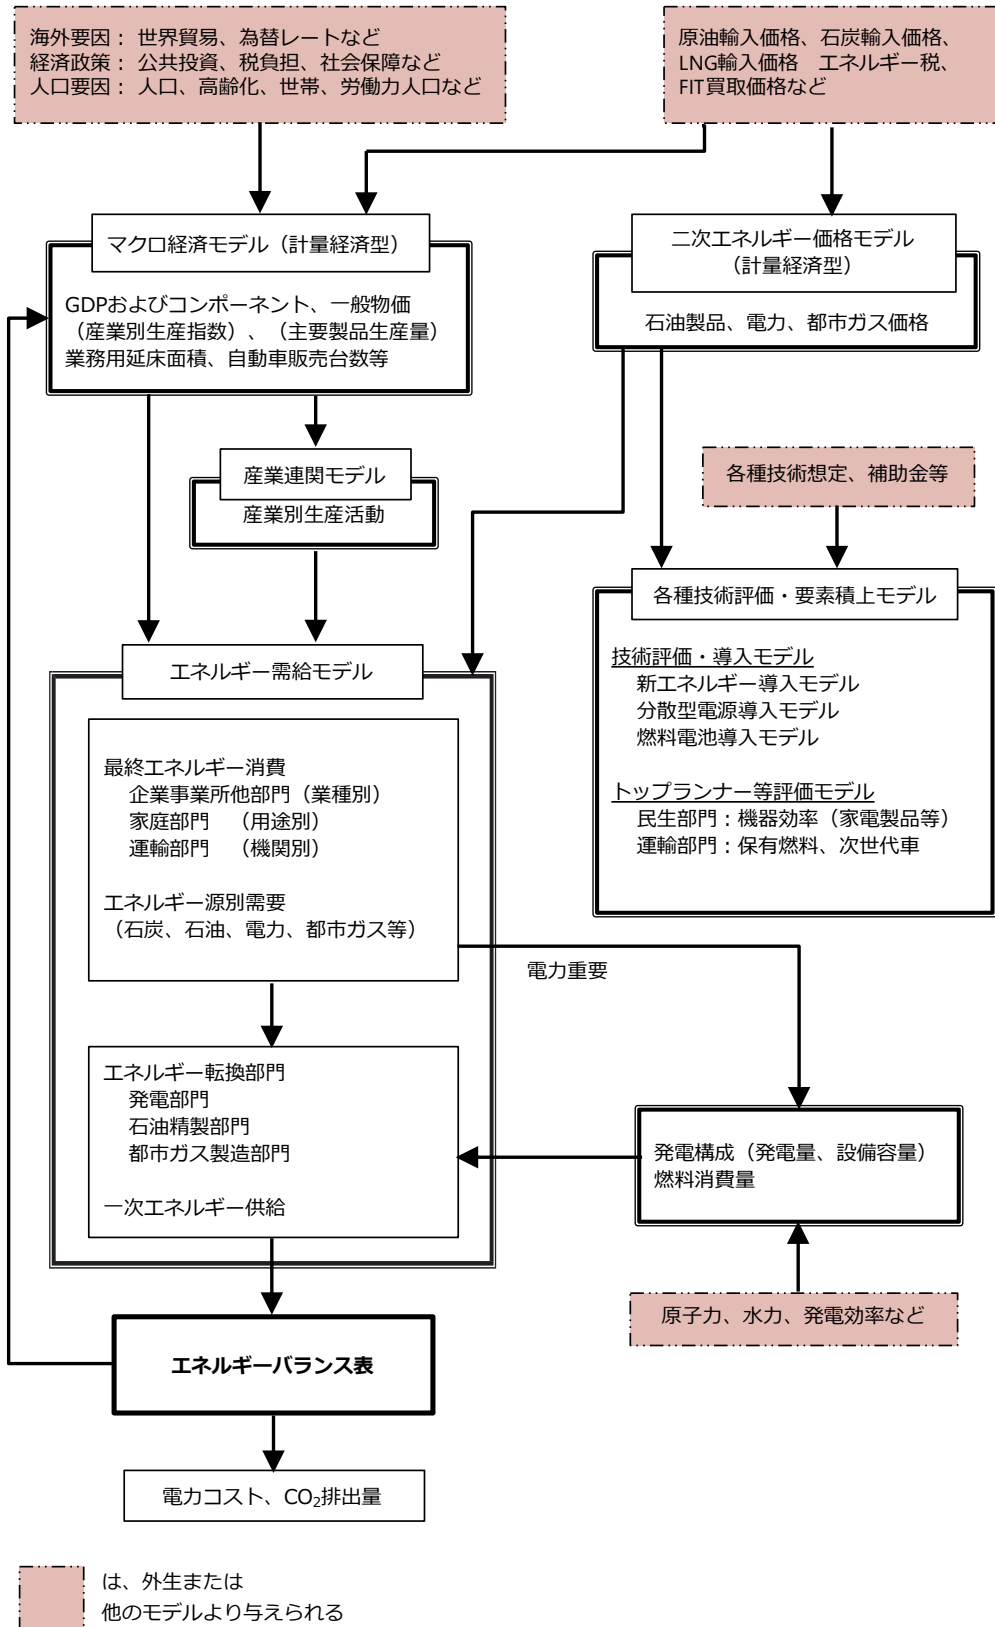 海外要因： 世界貿易、為替レートなど
経済政策： 公共投資、税負担、社会保障など
人口要因： 人口、高齢化、世帯、労働力人口など
原油輸入価格、石炭輸入価格、
LNG輸入価格　エネルギー税、
FIT買取価格など
マクロ経済モデル（計量経済型）
GDPおよびコンポーネント、一般物価
（産業別生産指数）、（主要製品生産量）
業務用延床面積、自動車販売台数等
二次エネルギー価格モデル
（計量経済型）
石油製品、電力、都市ガス価格
産業連関モデル
産業別生産活動
各種技術想定、補助金等
各種技術評価・要素積上モデル
技術評価・導入モデル
新エネルギー導入モデル
分散型電源導入モデル
燃料電池導入モデル
トップランナー等評価モデル
民生部門：機器効率（家電製品等）
運輸部門：保有燃料、次世代車
エネルギー需給モデル
最終エネルギー消費
企業事業所他部門（業種別）
家庭部門　（用途別）
運輸部門　（機関別）
エネルギー源別需要
（石炭、石油、電力、都市ガス等）
電力重要
エネルギー転換部門
発電部門
石油精製部門
都市ガス製造部門
一次エネルギー供給
発電構成（発電量、設備容量）
燃料消費量
原子力、水力、発電効率など
エネルギーバランス表
電力コスト、CO₂排出量
は、外生または
他のモデルより与えられる